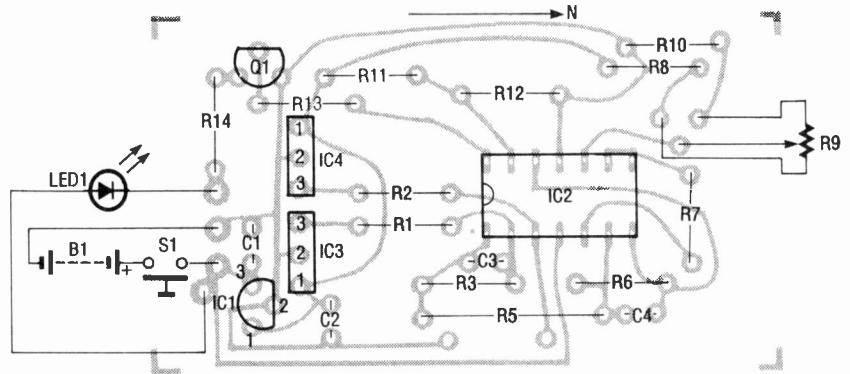 N
Q1
R10
R8
R11
R12
R13
R14
1
2
3
IC4
R9
LED1
R2
IC2
R1
R7
3
2
1
IC3
C1
B1
+
S1
3
IC1
2
1
C2
C3
R3
R6
R5
C4